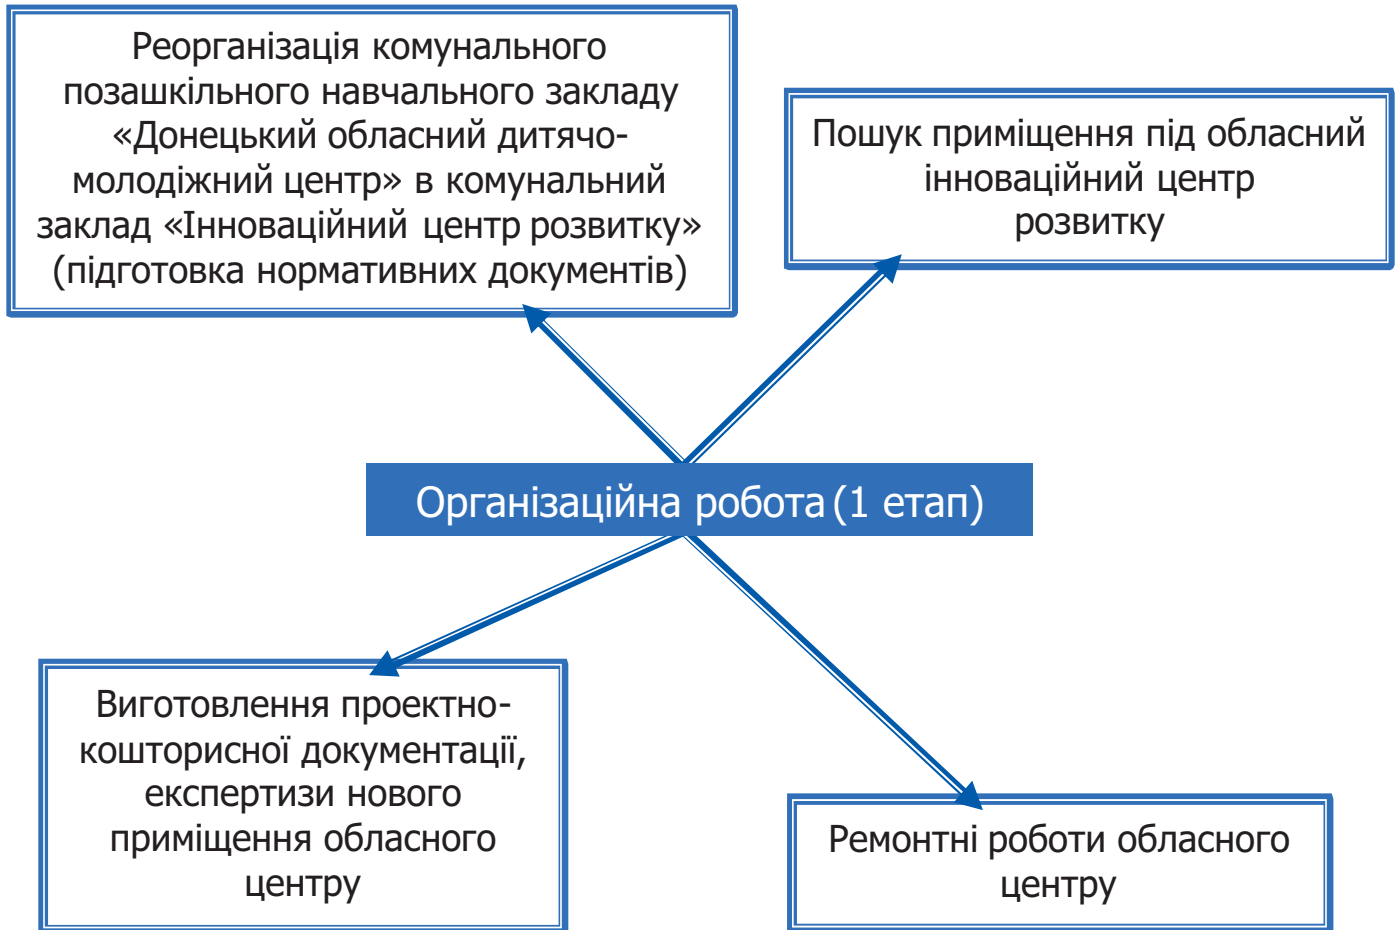 Реорганізація комунального
позашкільного навчального закладу
«Донецький обласний дитячо-
молодіжний центр» в комунальний
заклад «Інноваційний центр розвитку»
(підготовка нормативних документів)
Пошук приміщення під обласний
інноваційний центр
розвитку
Організаційна робота (1 етап)
Виготовлення проектно-
кошторисної документації,
експертизи нового
приміщення обласного
центру
Ремонтні роботи обласного
центру